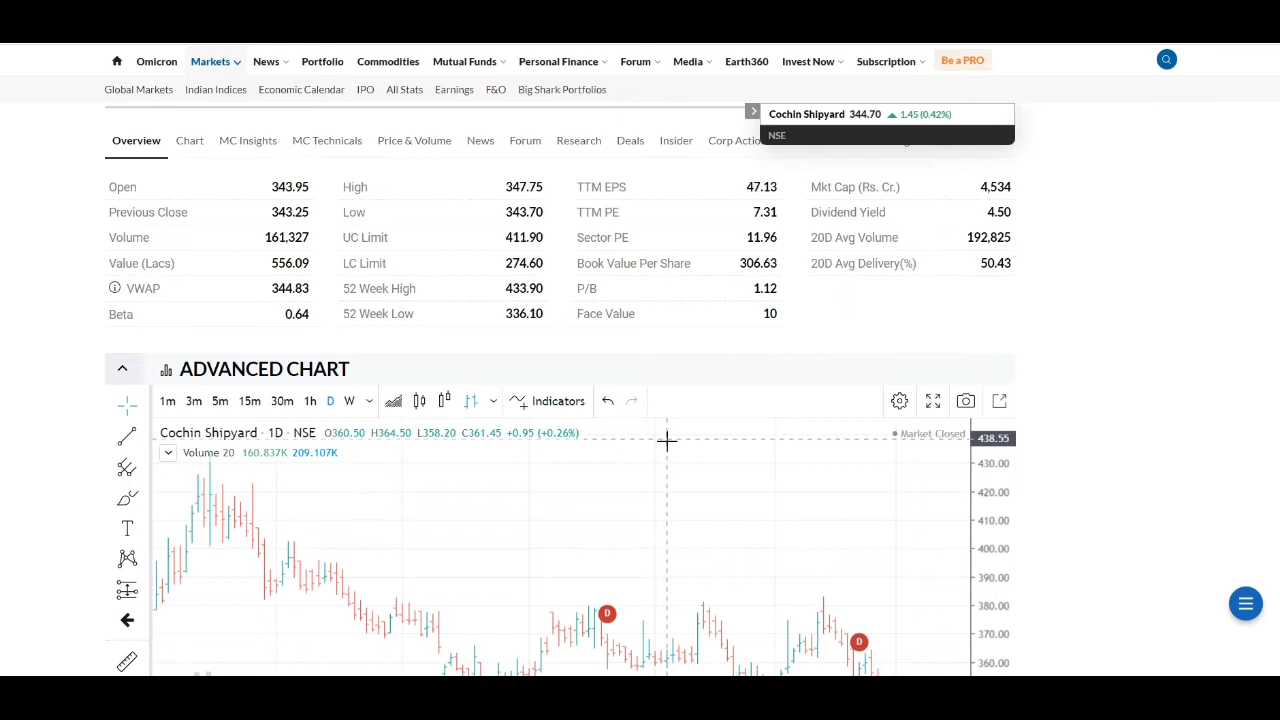 Omicron Markets News Portfolio Commodities Mutual Funds Personal Finance Forum Media Earth360 Invest Now Subscription Be a PRO
Global Markets Indian Indices Economic Calendar IPO All Stats Earnings F&O Big Shark Portfolios
Cochin Shipyard 344.70 1.45 (0.42%)
NSE
Overview Chart MC Insights MC Technicals Price & Volume News Forum Research Deals Insider Corp Actio
Open 343.95 High 347.75 TTM EPS 47.13 Mkt Cap (Rs. Cr.) 4,534
Previous Close 343.25 Low 343.70 TTM PE 7.31 Dividend Yield 4.50
Volume 161,327 UC Limit 411.90 Sector PE 11.96 20D Avg Volume 192,825
Value (Lacs) 556.09 LC Limit 274.60 Book Value Per Share 306.63 20D Avg Delivery(%) 50.43
VWAP 344.83 52 Week High 433.90 P/B 1.12
Beta 0.64 52 Week Low 336.10 Face Value 10
ADVANCED CHART
1m 3m 5m 15m 30m 1h D W Indicators
Cochin Shipyard · 1D · NSE O360.50 H364.50 L358.20 C361.45 +0.95 (+0.26%) Market Closed 438.55
Volume 20 160.837K 209.107K
430.00
420.00
410.00
400.00
390.00
380.00
D
370.00
D
360.00
T